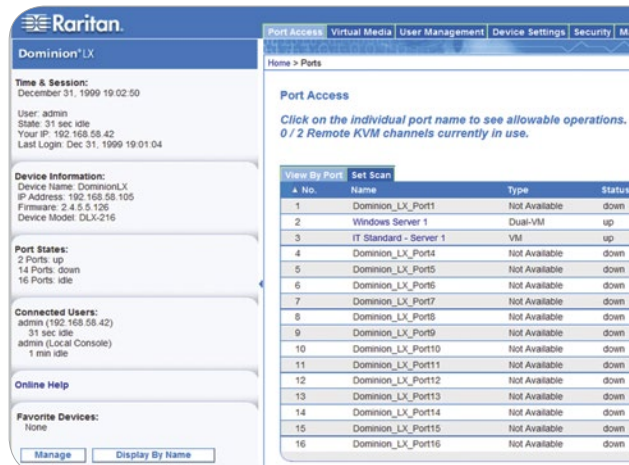 Raritan.
Dominion® LX
Time & Session:
December 31, 1999 19:02:50
User: admin
State: 31 sec idle
Your IP: 192.168.58.42
Last Login: Dec 31, 1999 19:01:04
Device Information:
Device Name: DominionLX
IP Address: 192.168.58.105
Firmware: 2.4.5.5.126
Device Model: DLX-216
Port States:
2 Ports: up
14 Ports: down
16 Ports: idle
Connected Users:
admin (192.168.58.42)
31 sec idle
admin (Local Console)
1 min idle
Online Help
Favorite Devices:
None
Manage Display By Name
Port Access Virtual Media User Management Device Settings Security
Home > Ports
Port Access
Click on the individual port name to see allowable operations.
0 / 2 Remote KVM channels currently in use.
View By Port Set Scan
▲ No. Name Type Status
1 Dominion_LX_Port1 Not Available down
2 Windows Server 1 Dual-VM up
3 IT Standard - Server 1 VM up
4 Dominion_LX_Port4 Not Available down
5 Dominion_LX_Port5 Not Available down
6 Dominion_LX_Port6 Not Available down
7 Dominion_LX_Port7 Not Available down
8 Dominion_LX_Port8 Not Available down
9 Dominion_LX_Port9 Not Available down
10 Dominion_LX_Port10 Not Available down
11 Dominion_LX_Port11 Not Available down
12 Dominion_LX_Port12 Not Available down
13 Dominion_LX_Port13 Not Available down
14 Dominion_LX_Port14 Not Available down
15 Dominion_LX_Port15 Not Available down
16 Dominion_LX_Port16 Not Available down